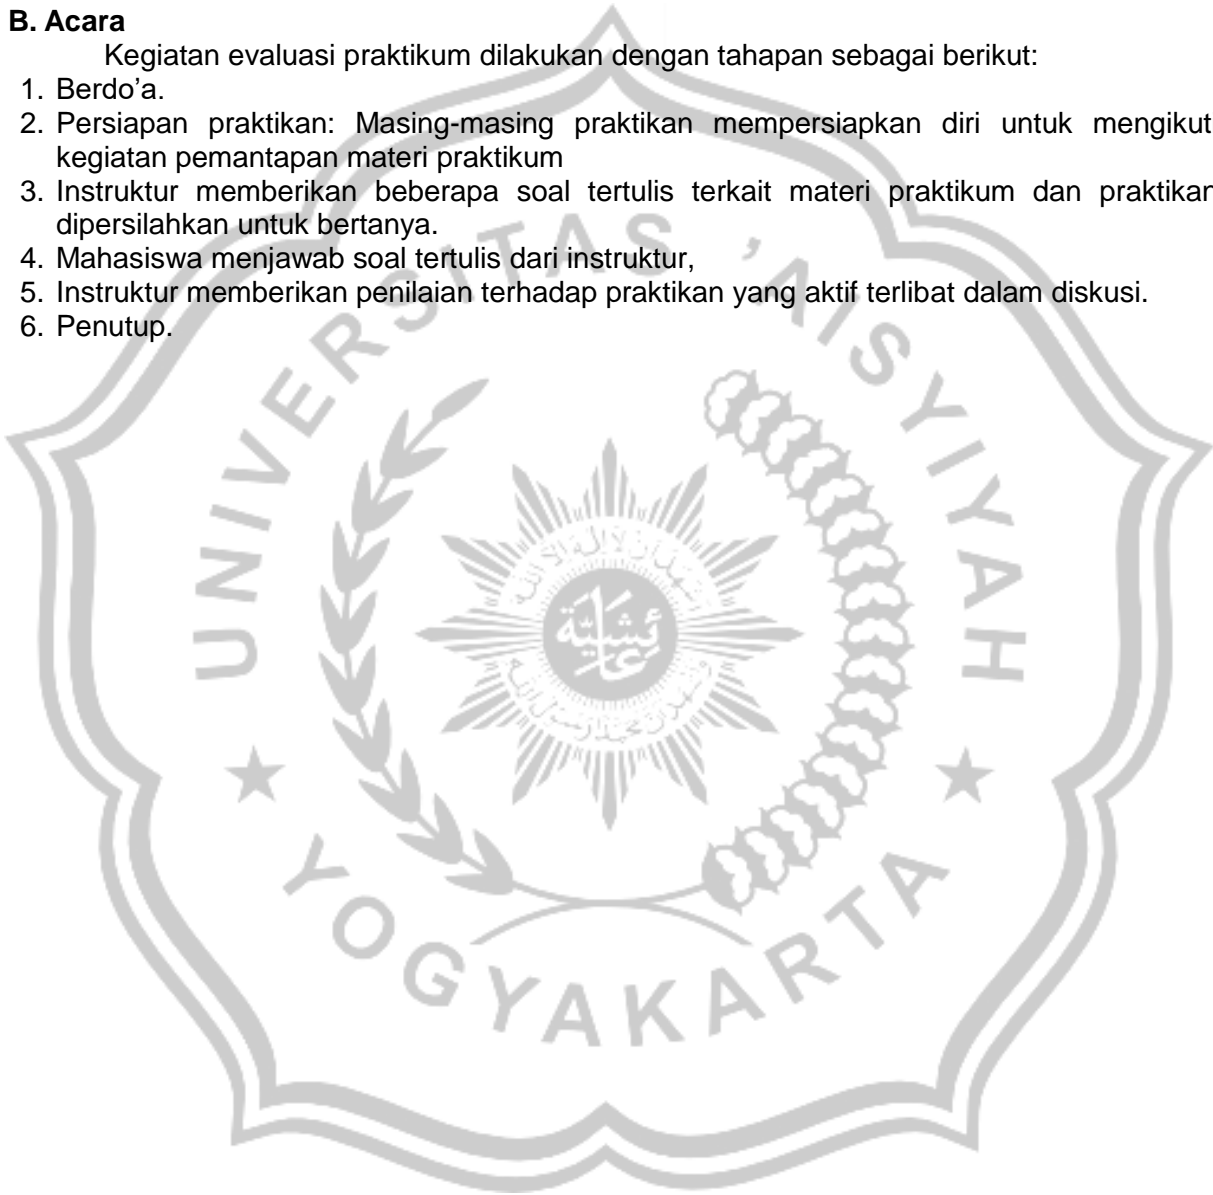 B. Acara
Kegiatan evaluasi praktikum dilakukan dengan tahapan sebagai berikut:
1. Berdo’a.
2. Persiapan praktikan: Masing-masing praktikan mempersiapkan diri untuk mengikut
kegiatan pemantapan materi praktikum
3. Instruktur memberikan beberapa soal tertulis terkait materi praktikum dan praktikan
dipersilahkan untuk bertanya.
4. Mahasiswa menjawab soal tertulis dari instruktur,
5. Instruktur memberikan penilaian terhadap praktikan yang aktif terlibat dalam diskusi.
6. Penutup.
UNIVERSITAS ’AISYIYAH
YOGYAKARTA